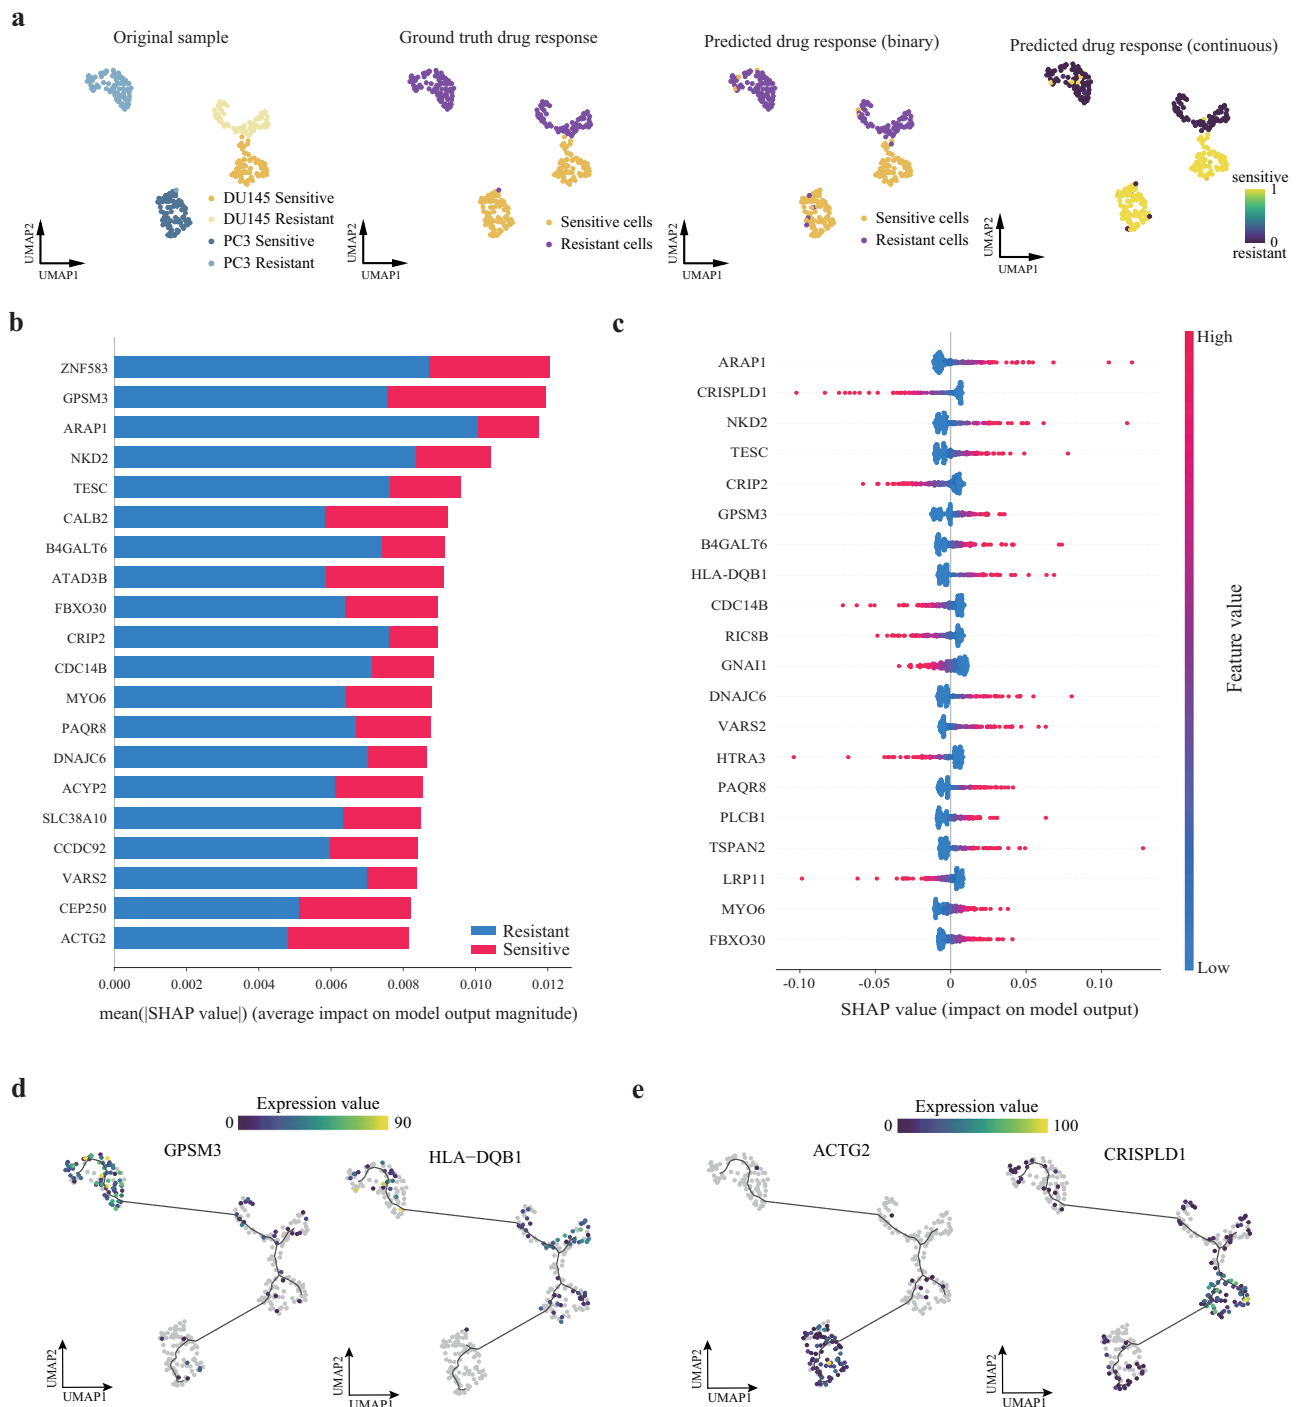 a
Original sample
Ground truth drug response
Predicted drug response (binary)
Predicted drug response (continuous)
DU145 Sensitive
DU145 Resistant
PC3 Sensitive
PC3 Resistant
UMAP2
UMAP1
Sensitive cells
Resistant cells
UMAP2
UMAP1
Sensitive cells
Resistant cells
UMAP2
UMAP1
sensitive
1
0
resistant
UMAP2
UMAP1
b
ZNF583
GPSM3
ARAP1
NKD2
TESC
CALB2
B4GALT6
ATAD3B
FBXO30
CRIP2
CDC14B
MYO6
PAQR8
DNAJC6
ACYP2
SLC38A10
CCDC92
VARS2
CEP250
ACTG2
Resistant
Sensitive
0.000 0.002 0.004 0.006 0.008 0.010 0.012
mean(|SHAP value|) (average impact on model output magnitude)
c
ARAP1
CRISPLD1
NKD2
TESC
CRIP2
GPSM3
B4GALT6
HLA-DQB1
CDC14B
RIC8B
GNAI1
DNAJC6
VARS2
HTRA3
PAQR8
PLCB1
TSPAN2
LRP11
MYO6
FBXO30
-0.10 -0.05 0 0.05 0.10
SHAP value (impact on model output)
High
Feature value
Low
d
Expression value
0 90
GPSM3
HLA−DQB1
UMAP2
UMAP1
UMAP2
UMAP1
e
Expression value
0 100
ACTG2
CRISPLD1
UMAP2
UMAP1
UMAP2
UMAP1